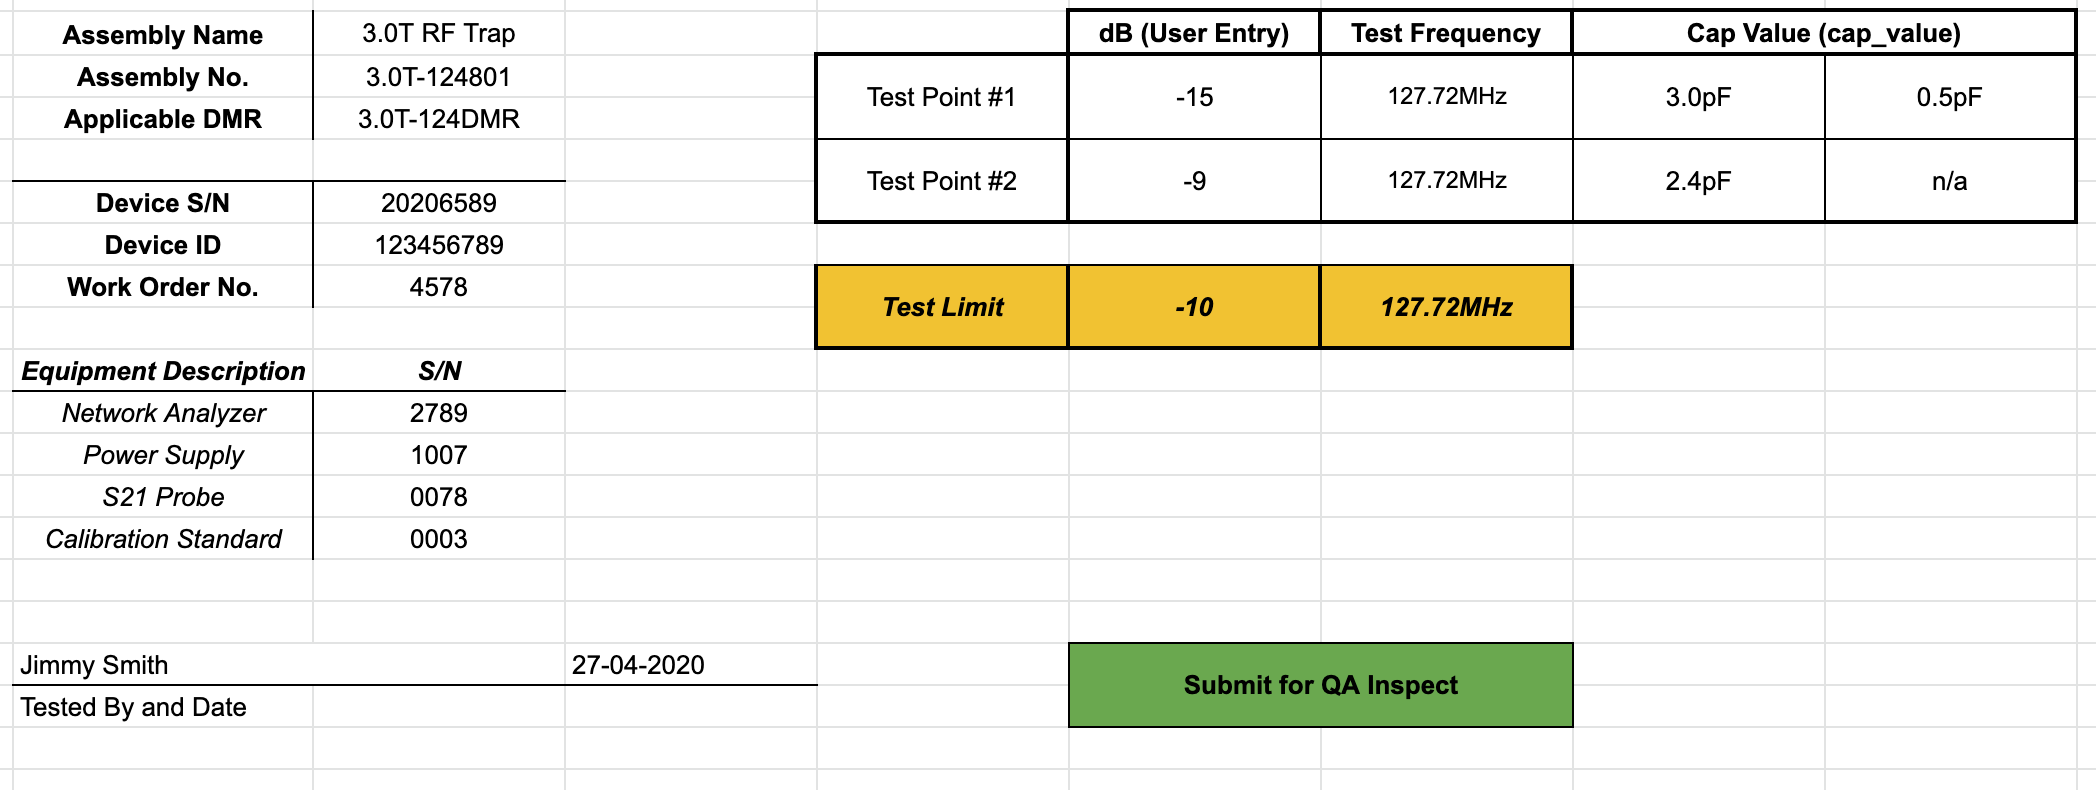 Assembly Name 3.0T RF Trap
Assembly No. 3.0T-124801
Applicable DMR 3.0T-124DMR
Device S/N 20206589
Device ID 123456789
Work Order No. 4578
Equipment Description S/N
Network Analyzer 2789
Power Supply 1007
S21 Probe 0078
Calibration Standard 0003
Jimmy Smith 27-04-2020
Tested By and Date
dB (User Entry) Test Frequency Cap Value (cap_value)
Test Point #1 -15 127.72MHz 3.0pF 0.5pF
Test Point #2 -9 127.72MHz 2.4pF n/a
Test Limit -10 127.72MHz
Submit for QA Inspect